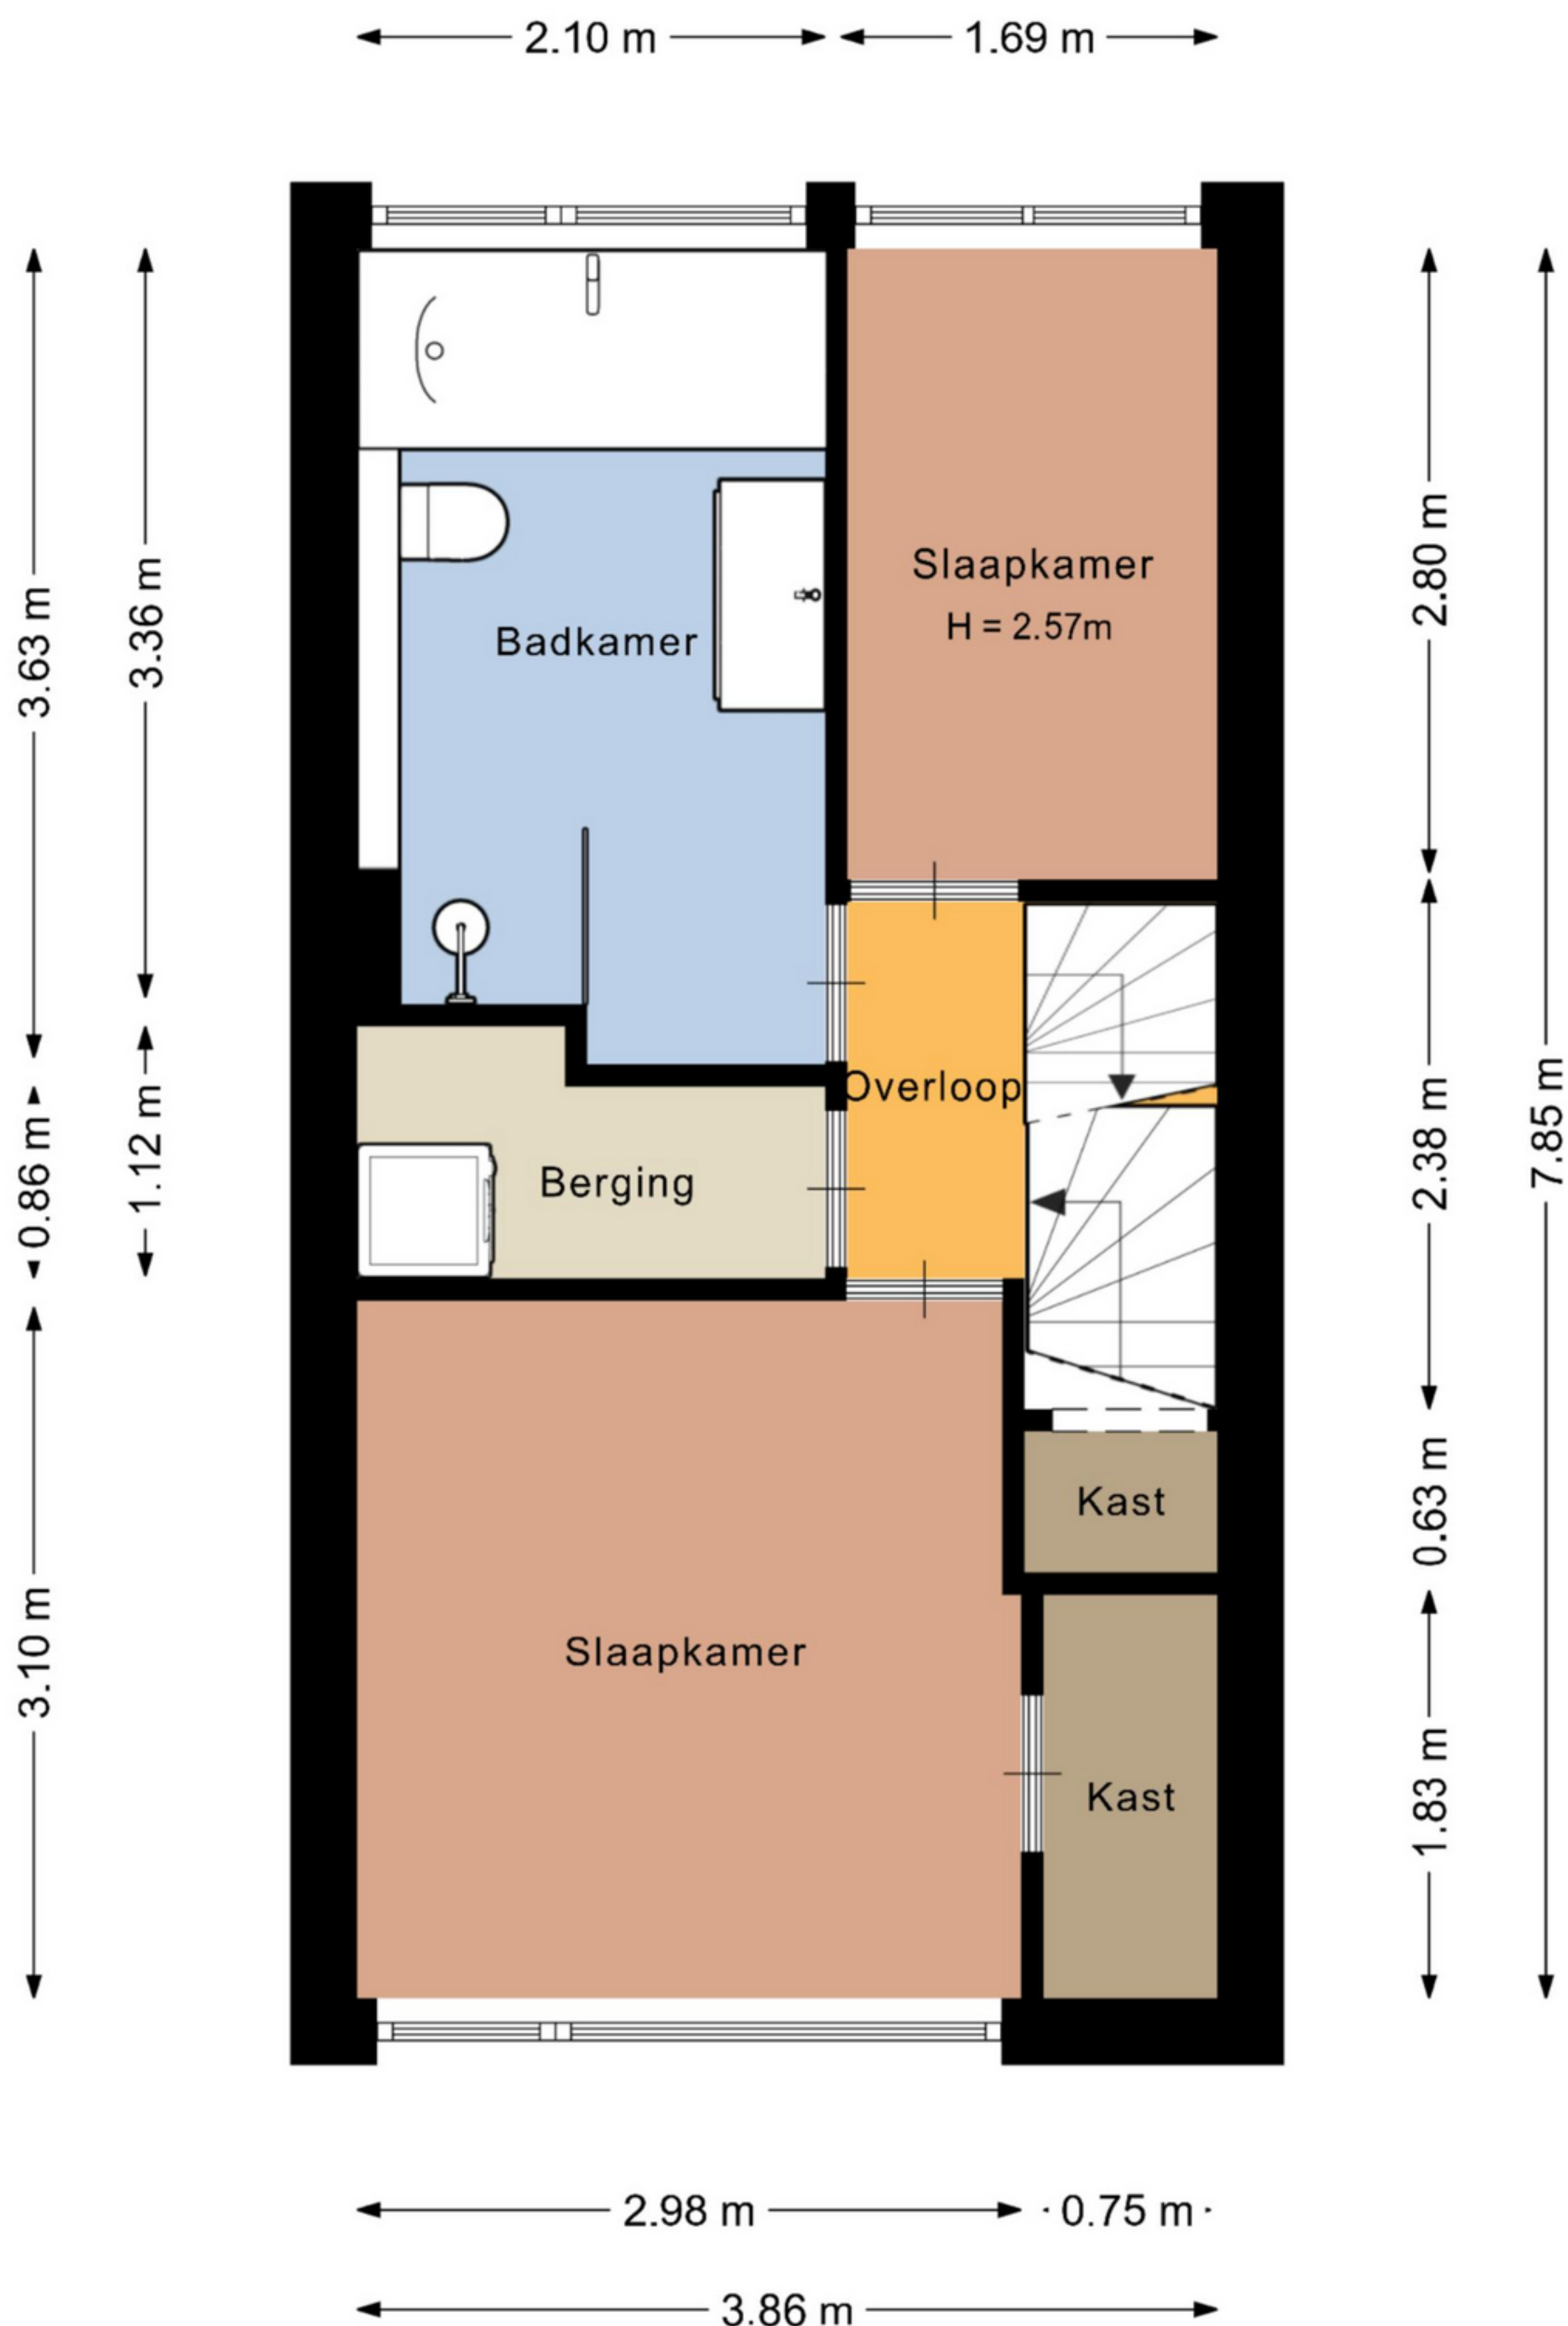 2.10 m
1.69 m
3.63 m
3.36 m
2.80 m
Slaapkamer
H = 2.57m
Badkamer
Overloop
0.86 m
1.12 m
2.38 m
7.85 m
Berging
Kast
0.63 m
3.10 m
Slaapkamer
Kast
1.83 m
2.98 m
0.75 m
3.86 m